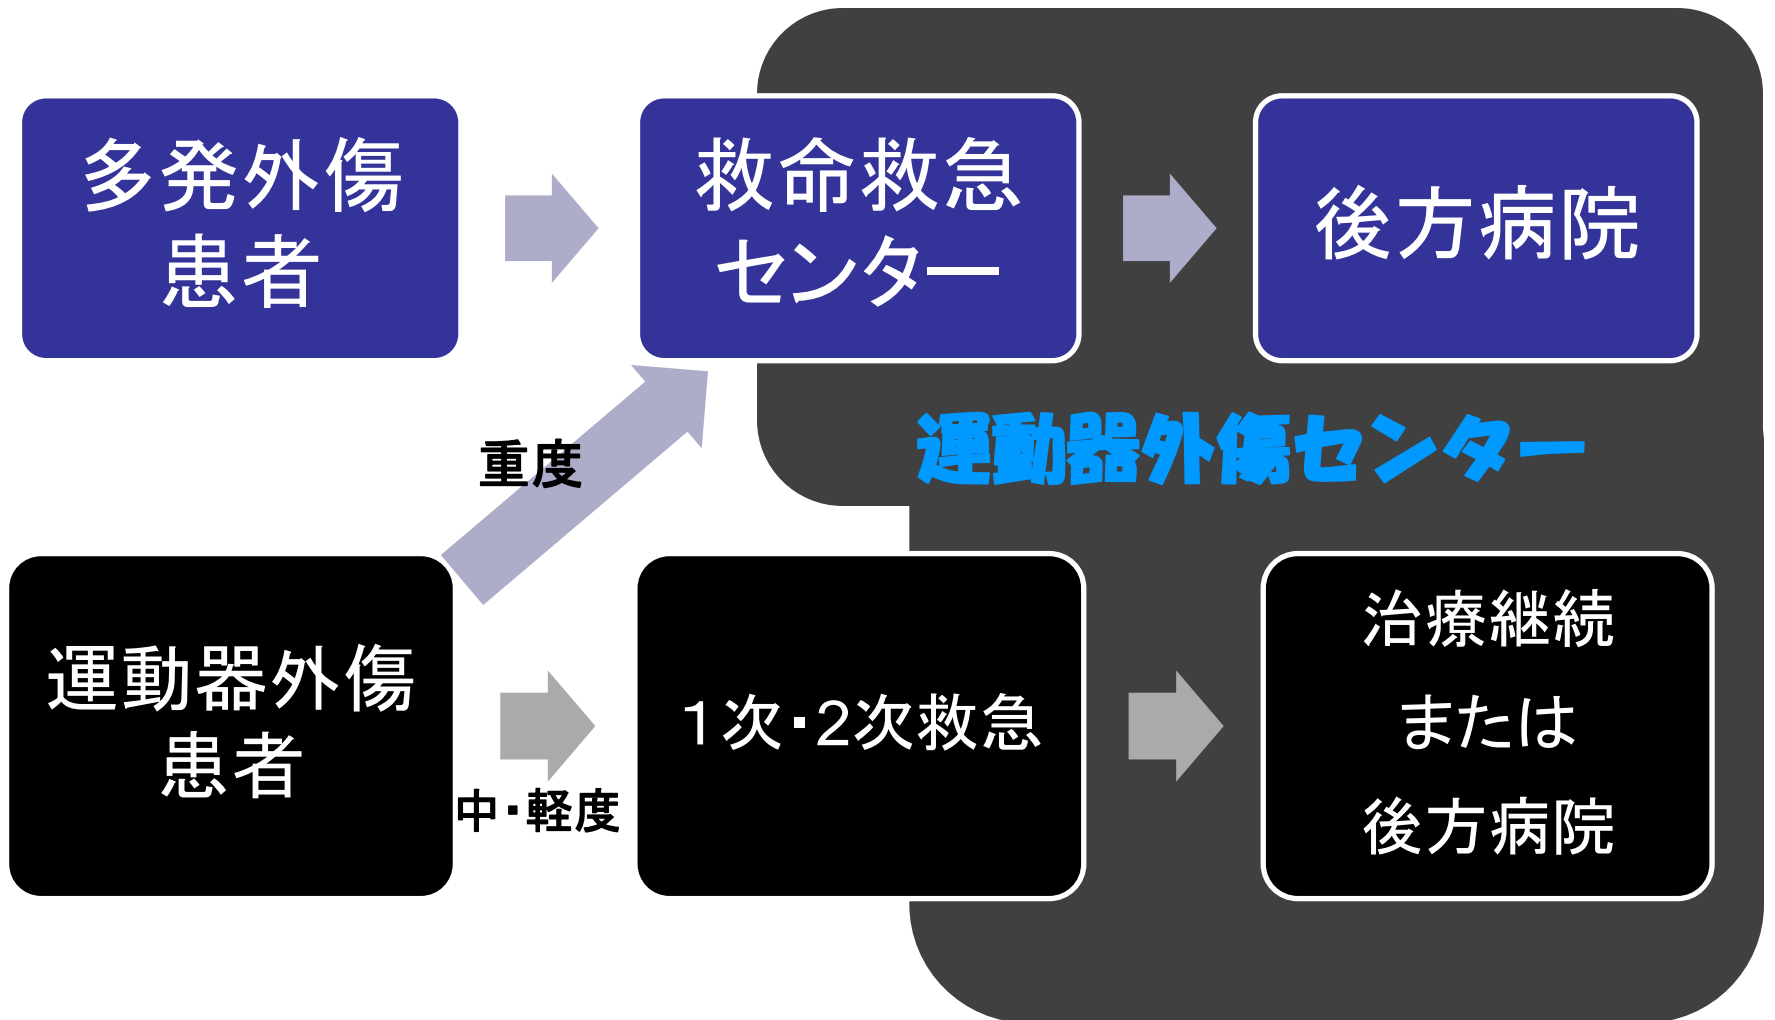 多発外傷
患者
救命救急
センター
後方病院
運動器外傷センター
重度
運動器外傷
患者
中・軽度
1次・2次救急
治療継続
または
後方病院